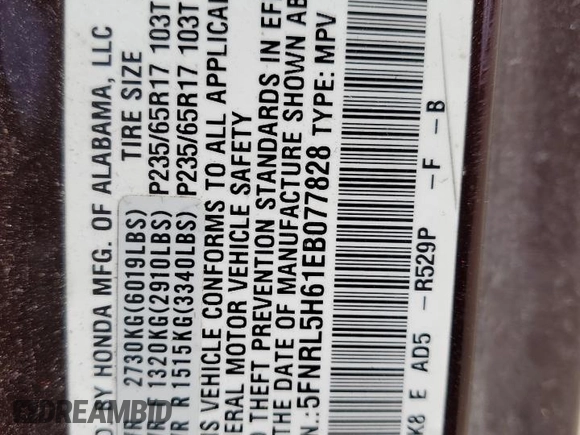 D BY HONDA MFG. OF ALABAMA, LLC
TIRE SIZE
2730KG(6019LBS)
1320KG(2910LBS) P235/65R17 103T
R 1515KG(3340LBS) P235/65R17 103T
S VEHICLE CONFORMS TO ALL APPLICAB
ERAL MOTOR VEHICLE SAFETY
THEFT PREVENTION STANDARDS IN EF
THE DATE OF MANUFACTURE SHOWN AB
N.:5FNRL5H61EB077828 TYPE: MPV
K8 E AD5 -R529P -F -B
DREAMBID